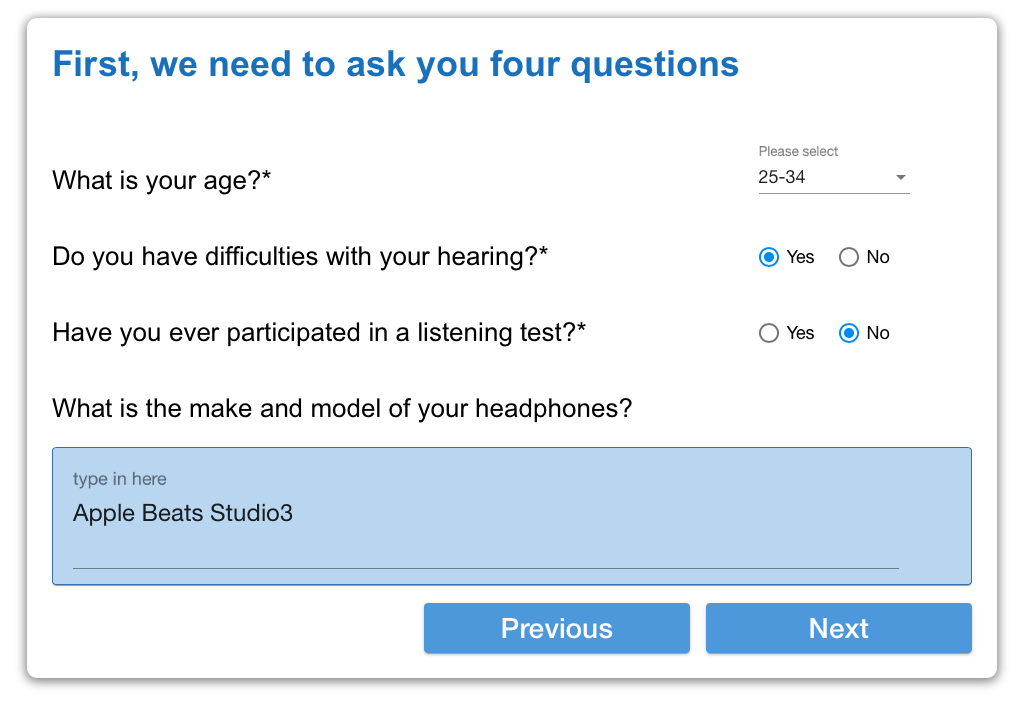 First, we need to ask you four questions
Please select
What is your age?*
25-34
Do you have difficulties with your hearing?*
Yes
No
Have you ever participated in a listening test?*
Yes
No
What is the make and model of your headphones?
type in here
Apple Beats Studio3
Previous
Next